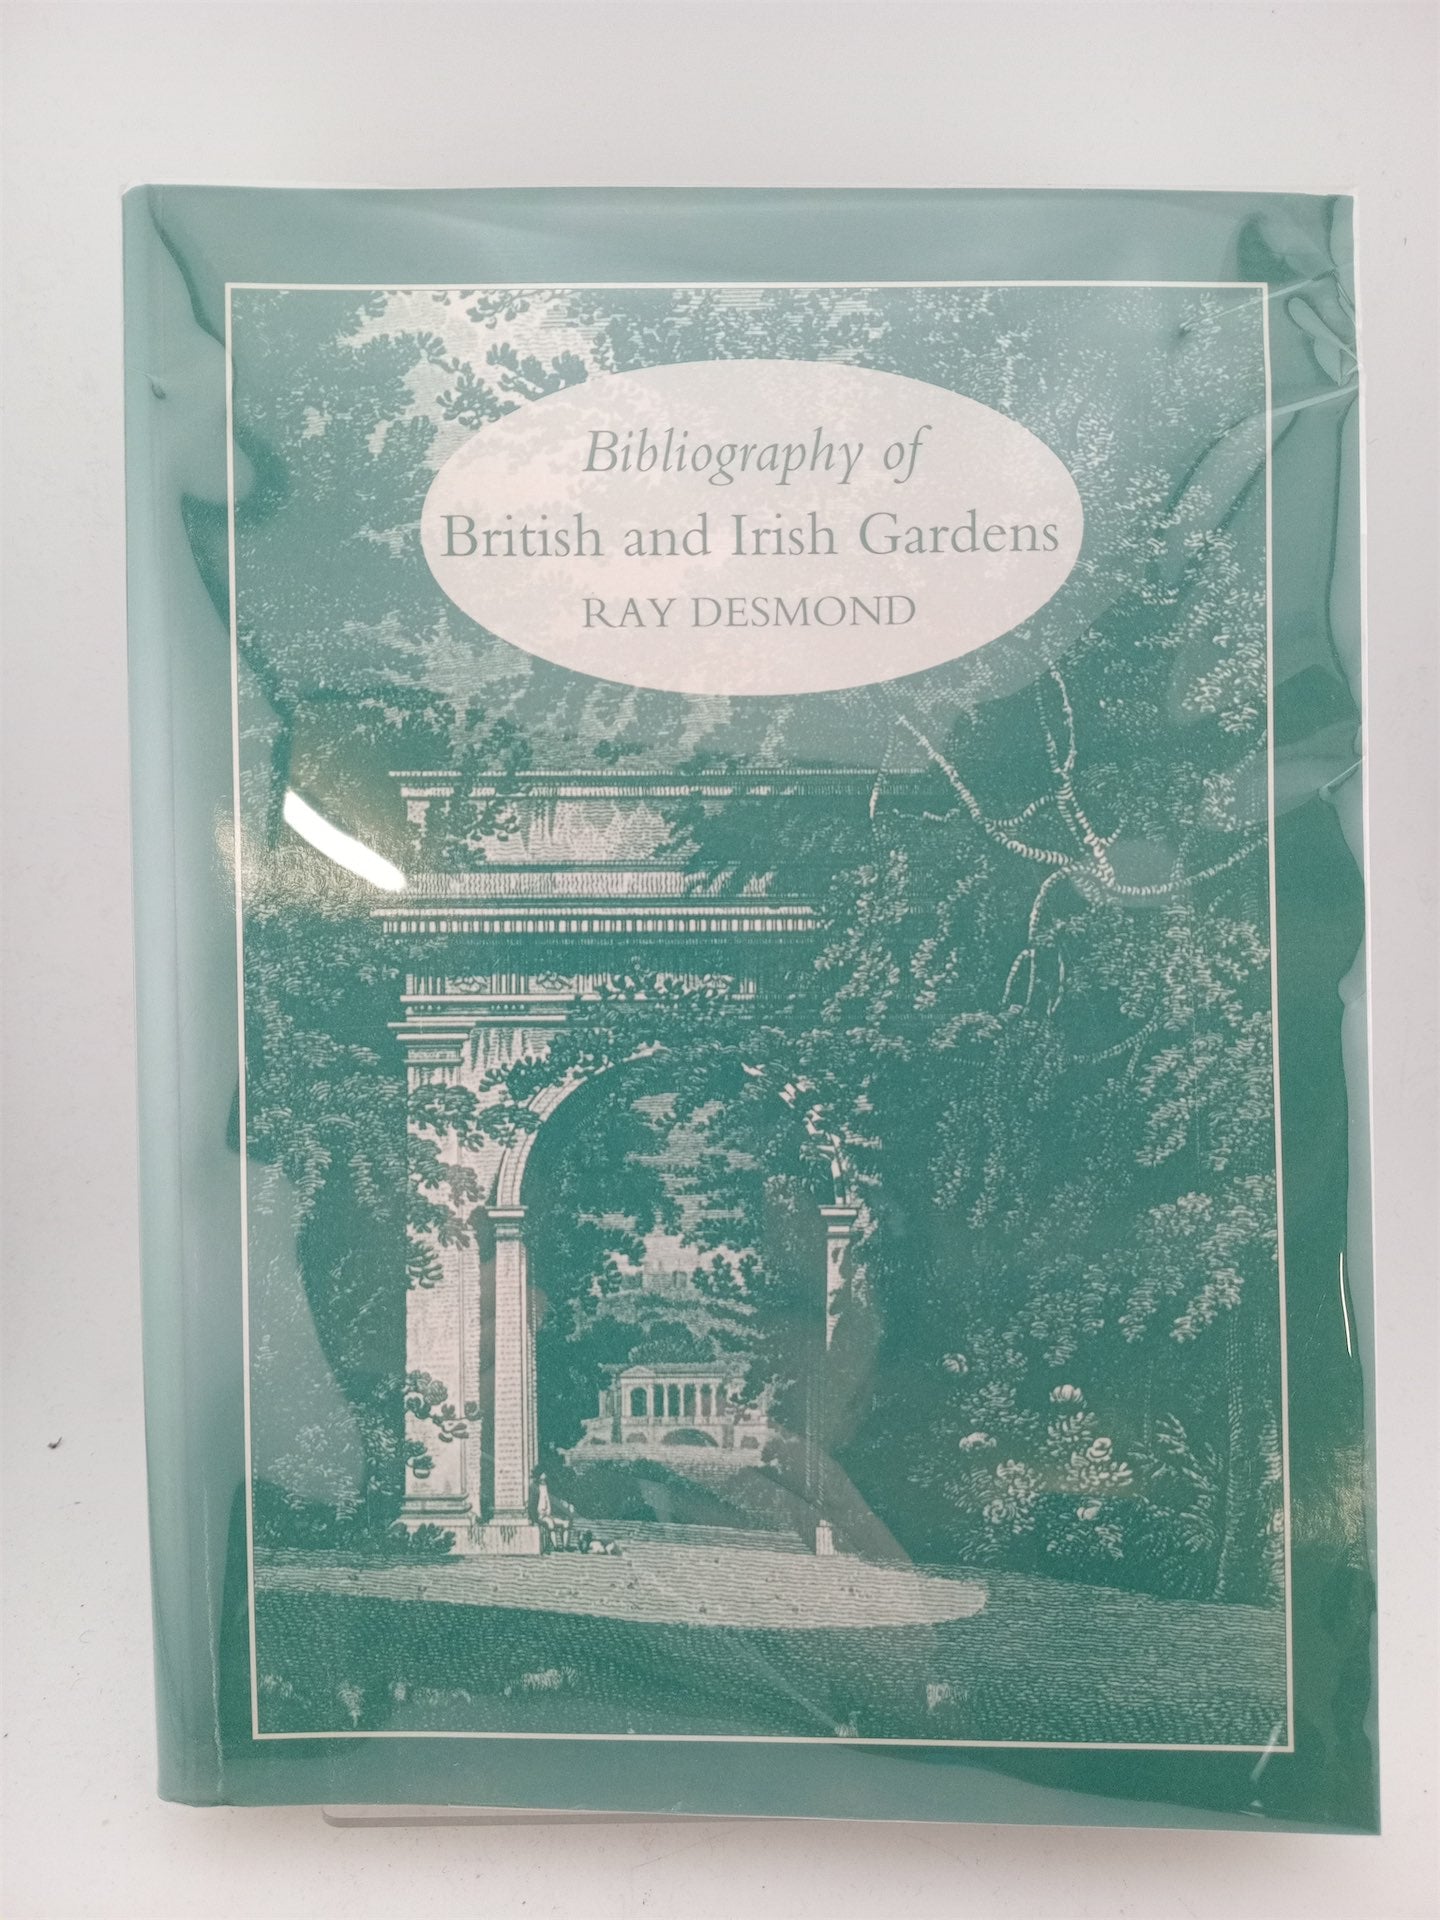 Bibliography of
British and Irish Gardens
RAY DESMOND